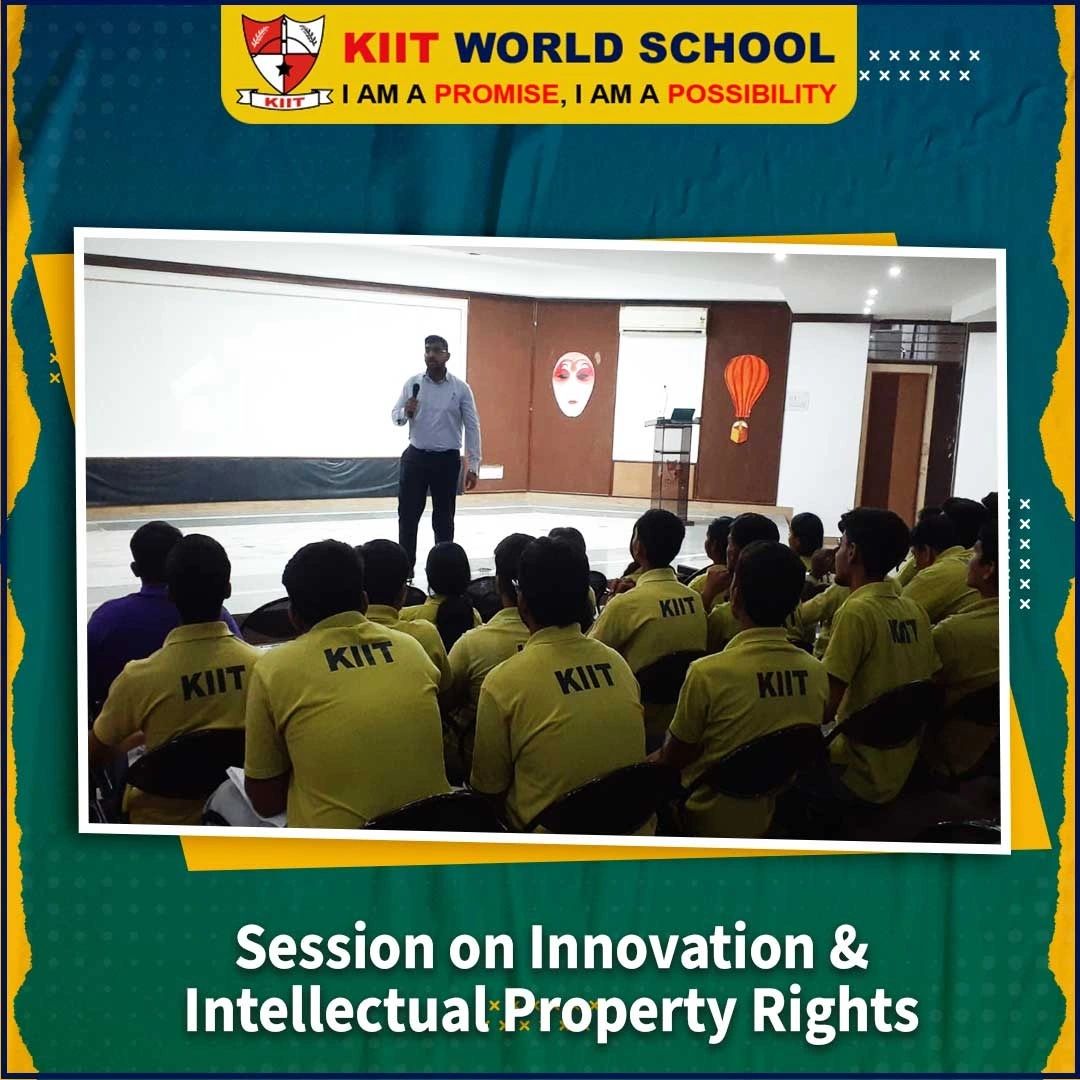 KIIT WORLD SCHOOL
KIIT
I AM A PROMISE, I AM A POSSIBILITY
KIIT
KIIT
KIIT
KIIT
KIIT
KIIT
Session on Innovation &
Intellectual Property Rights